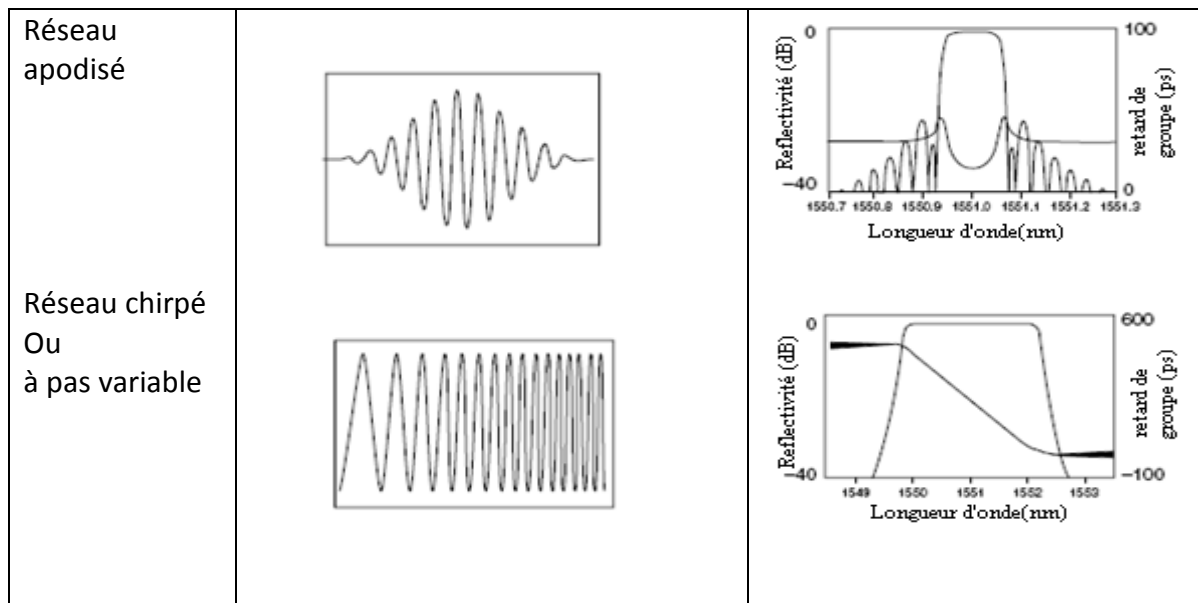 Réseau
apodisé
0
−40
Reflectivité (dB)
100
0
retard de
groupe (ps)
1550.7 1550.8 1550.9 1551.0 1551.1 1551.2 1551.3
Longueur d'onde(nm)
Réseau chirpé
Ou
à pas variable
0
−20
−40
Reflectivité (dB)
600
−100
retard de
groupe (ps)
1549 1550 1551 1552 1553
Longueur d'onde(nm)